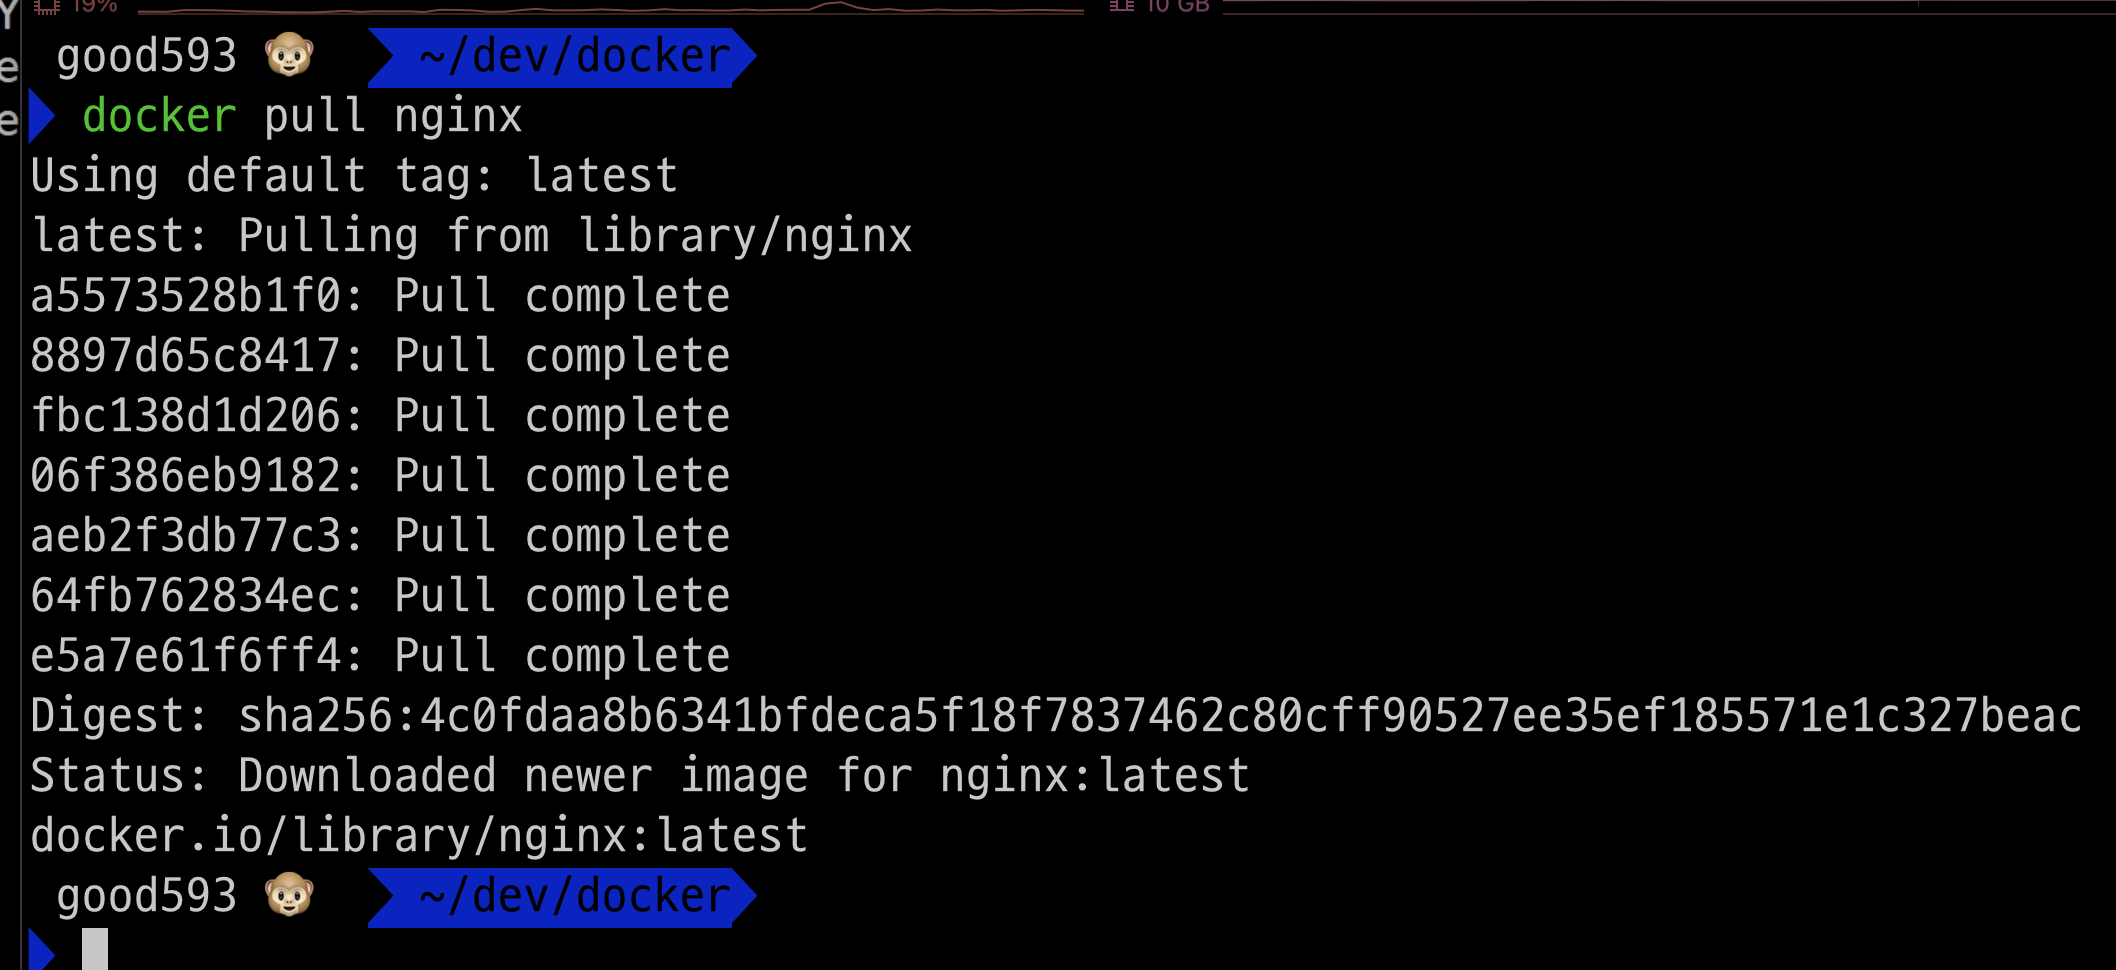 19% 10 GB
good593 🐵 ~/dev/docker
docker pull nginx
Using default tag: latest
latest: Pulling from library/nginx
a5573528b1f0: Pull complete
8897d65c8417: Pull complete
fbc138d1d206: Pull complete
06f386eb9182: Pull complete
aeb2f3db77c3: Pull complete
64fb762834ec: Pull complete
e5a7e61f6ff4: Pull complete
Digest: sha256:4c0fdaa8b6341bfdeca5f18f7837462c80cff90527ee35ef185571e1c327beac
Status: Downloaded newer image for nginx:latest
docker.io/library/nginx:latest
good593 🐵 ~/dev/docker